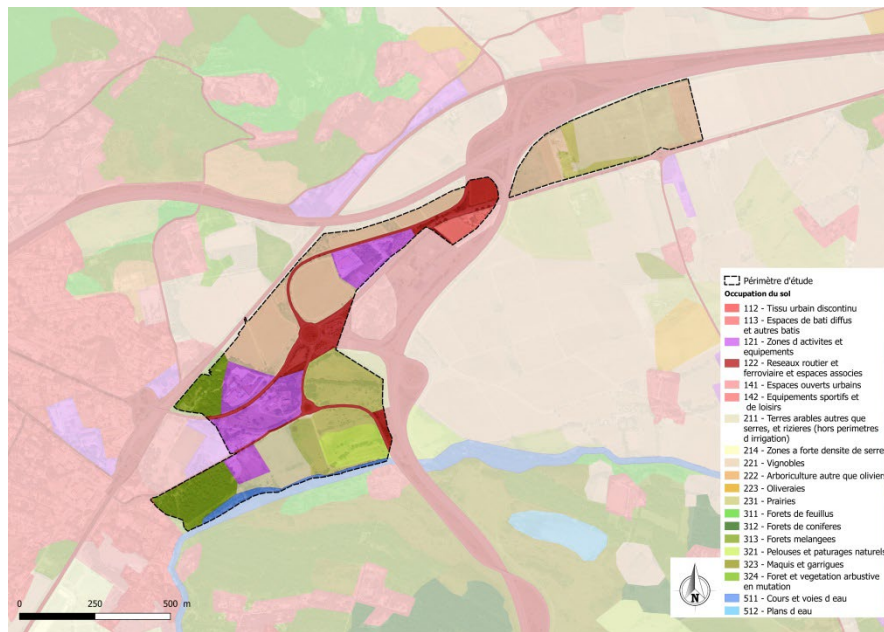 Périmètre d'étude
Occupation du sol
112 - Tissu urbain discontinu
113 - Espaces de bati diffus
et autres batis
121 - Zones d activites et
equipements
122 - Reseaux routier et
ferroviaire et espaces associes
141 - Espaces ouverts urbains
142 - Equipements sportifs et
de loisirs
211 - Terres arables autres que
serres, et rizieres (hors perimetres
d irrigation)
214 - Zones a forte densite de serre
221 - Vignobles
222 - Arboriculture autre que olivier
223 - Oliveraies
231 - Prairies
311 - Forets de feuillus
312 - Forets de coniferes
313 - Forets melangees
321 - Pelouses et paturages naturels
323 - Maquis et garrigues
324 - Foret et vegetation arbustive
en mutation
511 - Cours et voies d eau
512 - Plans d eau
N
0 250 500 m